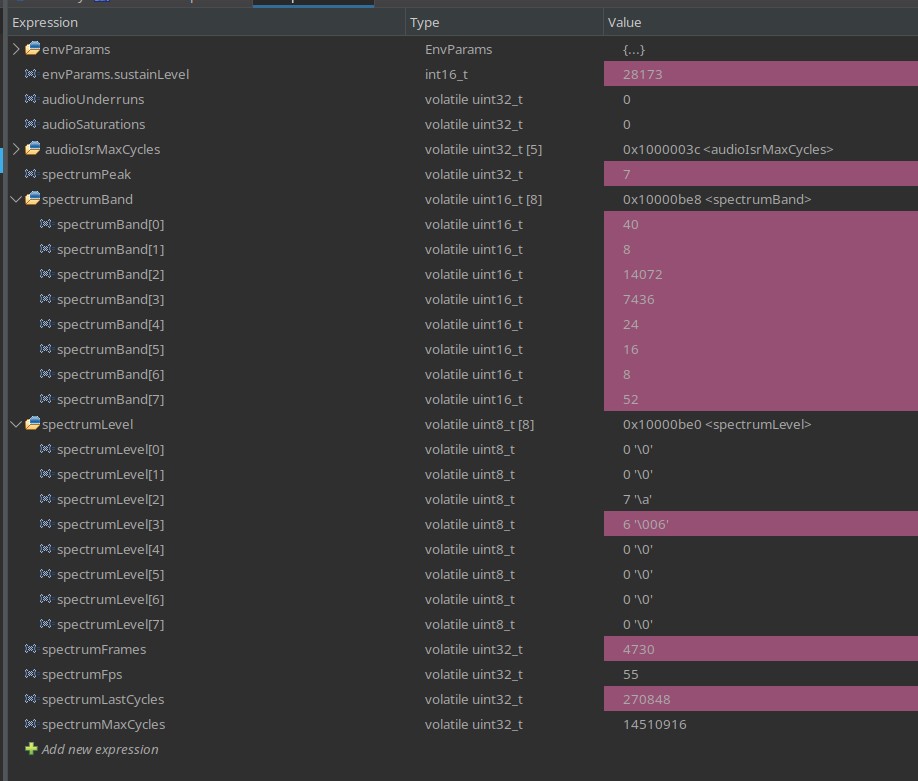 Expression Type Value
envParams EnvParams {...}
envParams.sustainLevel int16_t 28173
audioUnderruns volatile uint32_t 0
audioSaturations volatile uint32_t 0
audioIsrMaxCycles volatile uint32_t [5] 0x1000003c <audioIsrMaxCycles>
spectrumPeak volatile uint32_t 7
spectrumBand volatile uint16_t [8] 0x10000be8 <spectrumBand>
spectrumBand[0] volatile uint16_t 40
spectrumBand[1] volatile uint16_t 8
spectrumBand[2] volatile uint16_t 14072
spectrumBand[3] volatile uint16_t 7436
spectrumBand[4] volatile uint16_t 24
spectrumBand[5] volatile uint16_t 16
spectrumBand[6] volatile uint16_t 8
spectrumBand[7] volatile uint16_t 52
spectrumLevel volatile uint8_t [8] 0x10000be0 <spectrumLevel>
spectrumLevel[0] volatile uint8_t 0 '\0'
spectrumLevel[1] volatile uint8_t 0 '\0'
spectrumLevel[2] volatile uint8_t 7 '\a'
spectrumLevel[3] volatile uint8_t 6 '\006'
spectrumLevel[4] volatile uint8_t 0 '\0'
spectrumLevel[5] volatile uint8_t 0 '\0'
spectrumLevel[6] volatile uint8_t 0 '\0'
spectrumLevel[7] volatile uint8_t 0 '\0'
spectrumFrames volatile uint32_t 4730
spectrumFps volatile uint32_t 55
spectrumLastCycles volatile uint32_t 270848
spectrumMaxCycles volatile uint32_t 14510916
Add new expression